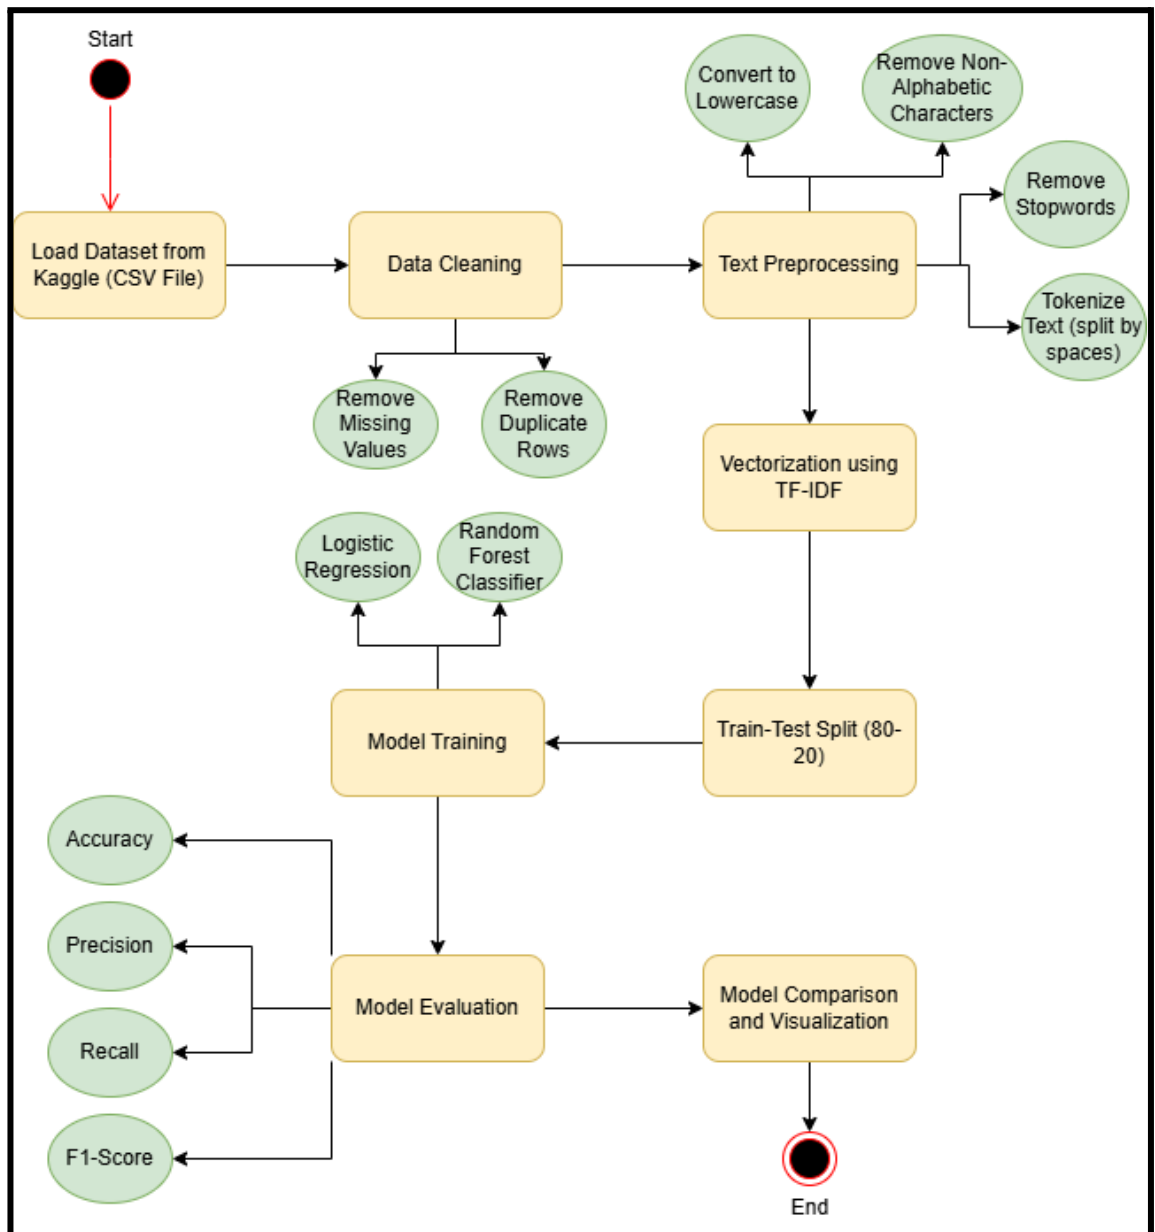 Start
Convert to
Lowercase
Remove Non-
Alphabetic
Characters
Remove
Stopwords
Load Dataset from
Kaggle (CSV File)
Data Cleaning
Text Preprocessing
Tokenize
Text (split by
spaces)
Remove
Missing
Values
Remove
Duplicate
Rows
Vectorization using
TF-IDF
Logistic
Regression
Random
Forest
Classifier
Model Training
Train-Test Split (80-
20)
Accuracy
Precision
Recall
F1-Score
Model Evaluation
Model Comparison
and Visualization
End